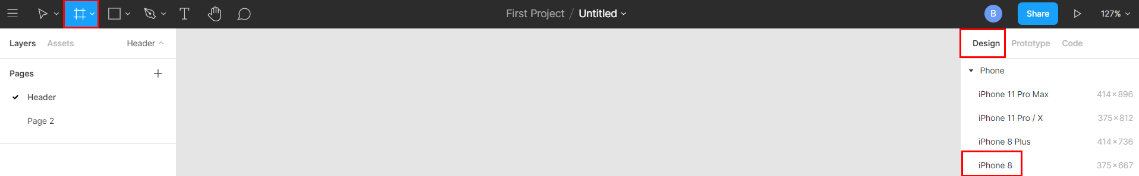 First Project / Untitled
B
Share
127%
Layers Assets Header
Design Prototype Code
Pages
Phone
Header
iPhone 11 Pro Max 414×896
iPhone 11 Pro / X 375×812
Page 2
iPhone 8 Plus 414×736
iPhone 8 375×667